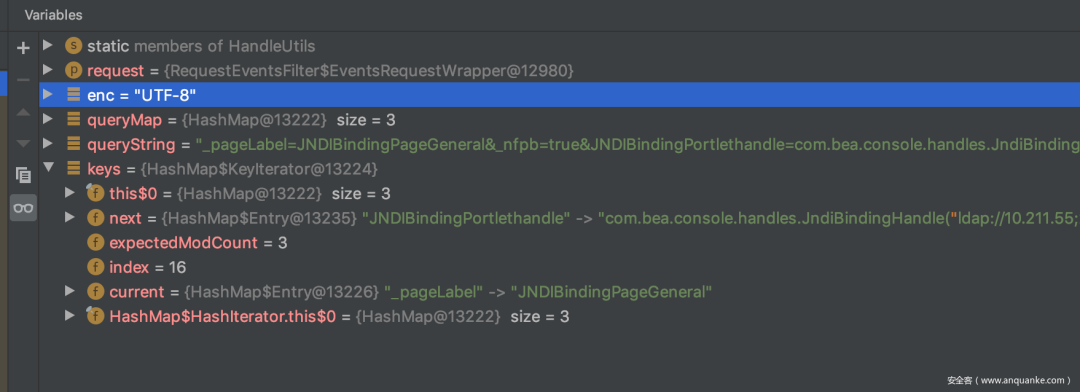 Variables
static members of HandleUtils
request = {RequestEventsFilter$EventsRequestWrapper@12980}
enc = "UTF-8"
queryMap = {HashMap@13222} size = 3
queryString = "_pageLabel=JNDIBindingPageGeneral&_nfpb=true&JNDIBindingPortlethandle=com.bea.console.handles.JndiBinding
keys = {HashMap$KeyIterator@13224}
this$0 = {HashMap@13222} size = 3
next = {HashMap$Entry@13235} "JNDIBindingPortlethandle" -> "com.bea.console.handles.JndiBindingHandle("ldap://10.211.55;
expectedModCount = 3
index = 16
current = {HashMap$Entry@13226} "_pageLabel" -> "JNDIBindingPageGeneral"
HashMap$HashIterator.this$0 = {HashMap@13222} size = 3
安全客（www.anquanke.com）